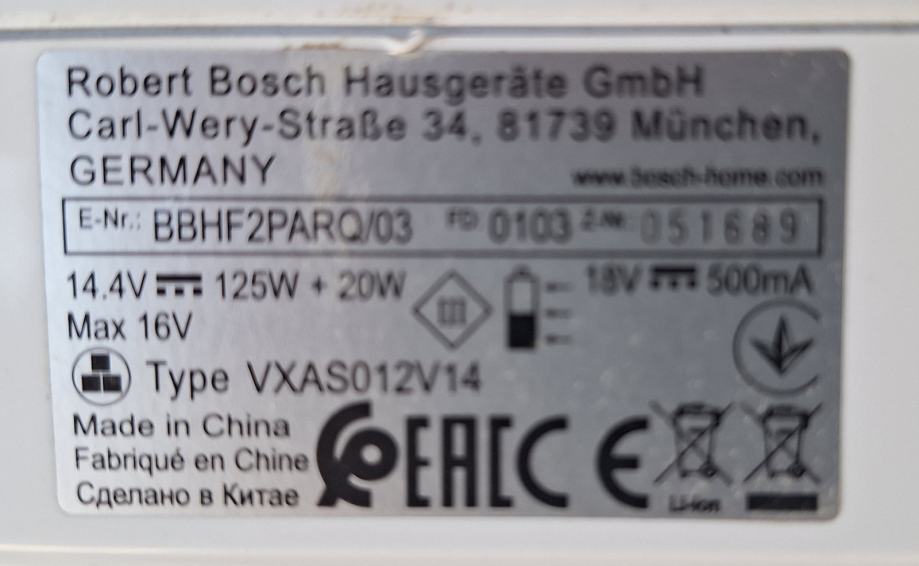 Robert Bosch Hausgeräte GmbH
Carl-Wery-Straße 34, 81739 München,
GERMANY
www.bosch-home.com
E-Nr.: BBHF2PARQ/03 FD 0103 Z-Nr. 051689
14.4V 125W + 20W III 18V 500mA
Max 16V
Type VXAS012V14
Made in China
Fabriqué en Chine
Сделано в Китае
EAC CE
Li-Ion